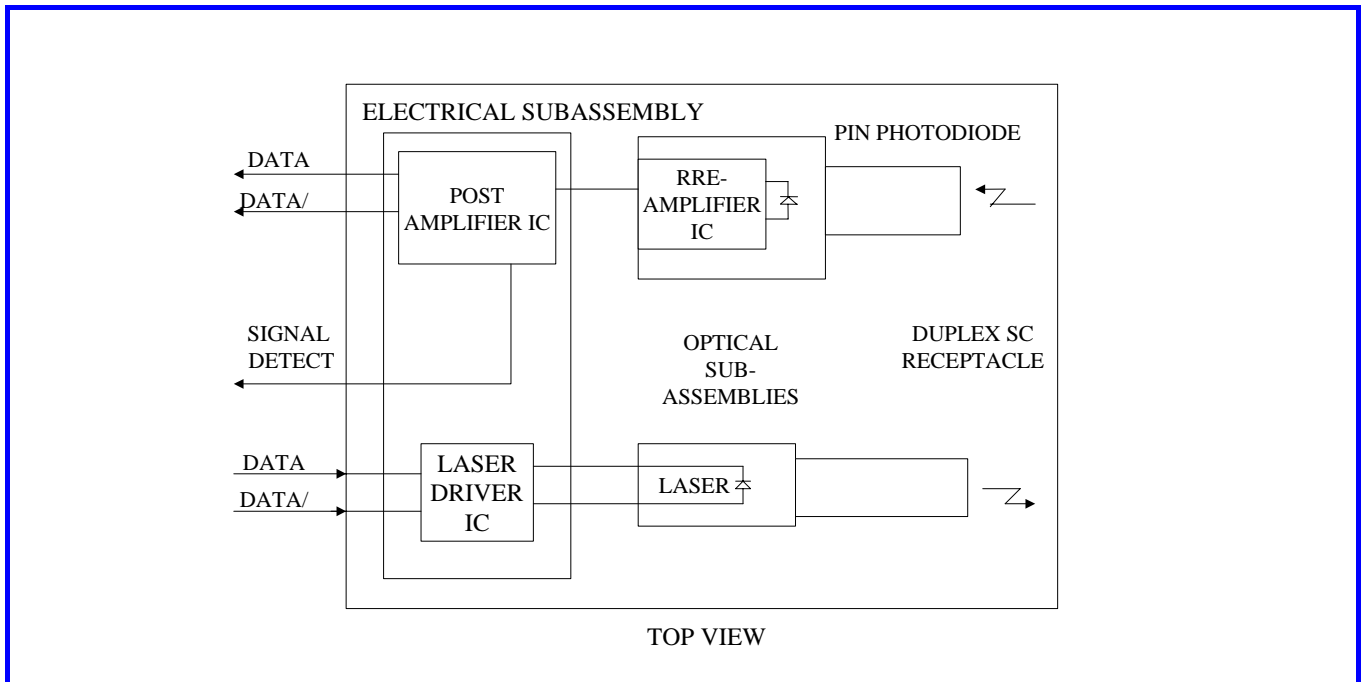 ELECTRICAL SUBASSEMBLY
PIN PHOTODIODE
DATA
DATA/
POST
AMPLIFIER IC
RRE-
AMPLIFIER
IC
SIGNAL
DETECT
OPTICAL
SUB-
ASSEMBLIES
DUPLEX SC
RECEPTACLE
DATA
DATA/
LASER
DRIVER
IC
LASER
TOP VIEW